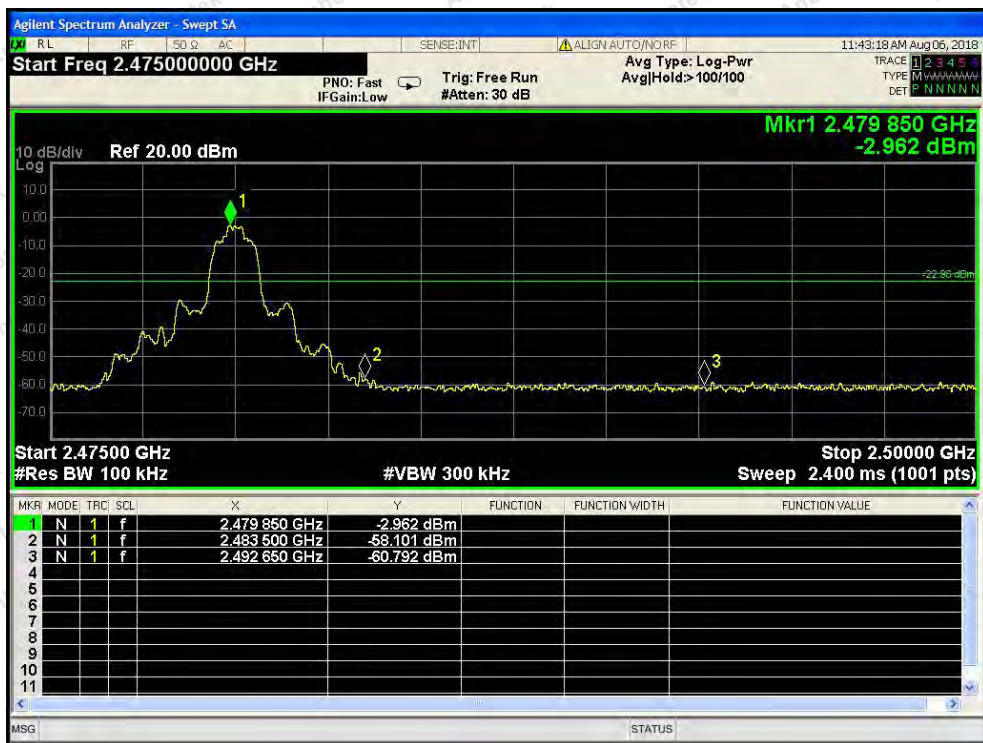 Agilent Spectrum Analyzer - Swept SA
LXI RL RF 50 Ω AC SENSE:INT ALIGN AUTO/NO RF 11:43:18 AM Aug 06, 2018
Start Freq 2.475000000 GHz
PNO: Fast
IFGain:Low
Trig: Free Run
#Atten: 30 dB
Avg Type: Log-Pwr
Avg|Hold:> 100/100
TRACE 1 2 3 4 5 6
TYPE M WWWWW
DET P N N N N N
Mkr1 2.479 850 GHz
-2.962 dBm
10 dB/div Ref 20.00 dBm
Log
10.0
0.00
-10.0
-20.0
-30.0
-40.0
-50.0
-60.0
-70.0
1
-22.96 dBm
2
3
Start 2.47500 GHz Stop 2.50000 GHz
#Res BW 100 kHz #VBW 300 kHz Sweep 2.400 ms (1001 pts)
MKR MODE TRC SCL X Y FUNCTION FUNCTION WIDTH FUNCTION VALUE
1 N 1 f 2.479 850 GHz -2.962 dBm
2 N 1 f 2.483 500 GHz -58.101 dBm
3 N 1 f 2.492 650 GHz -60.792 dBm
4
5
6
7
8
9
10
11
MSG STATUS